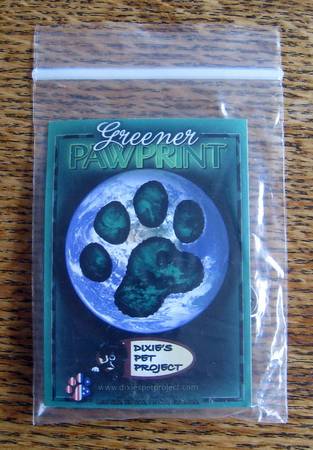 Greener
PAWPRINT
DIXIE'S
PET
PROJECT
www.dixiespetproject.com